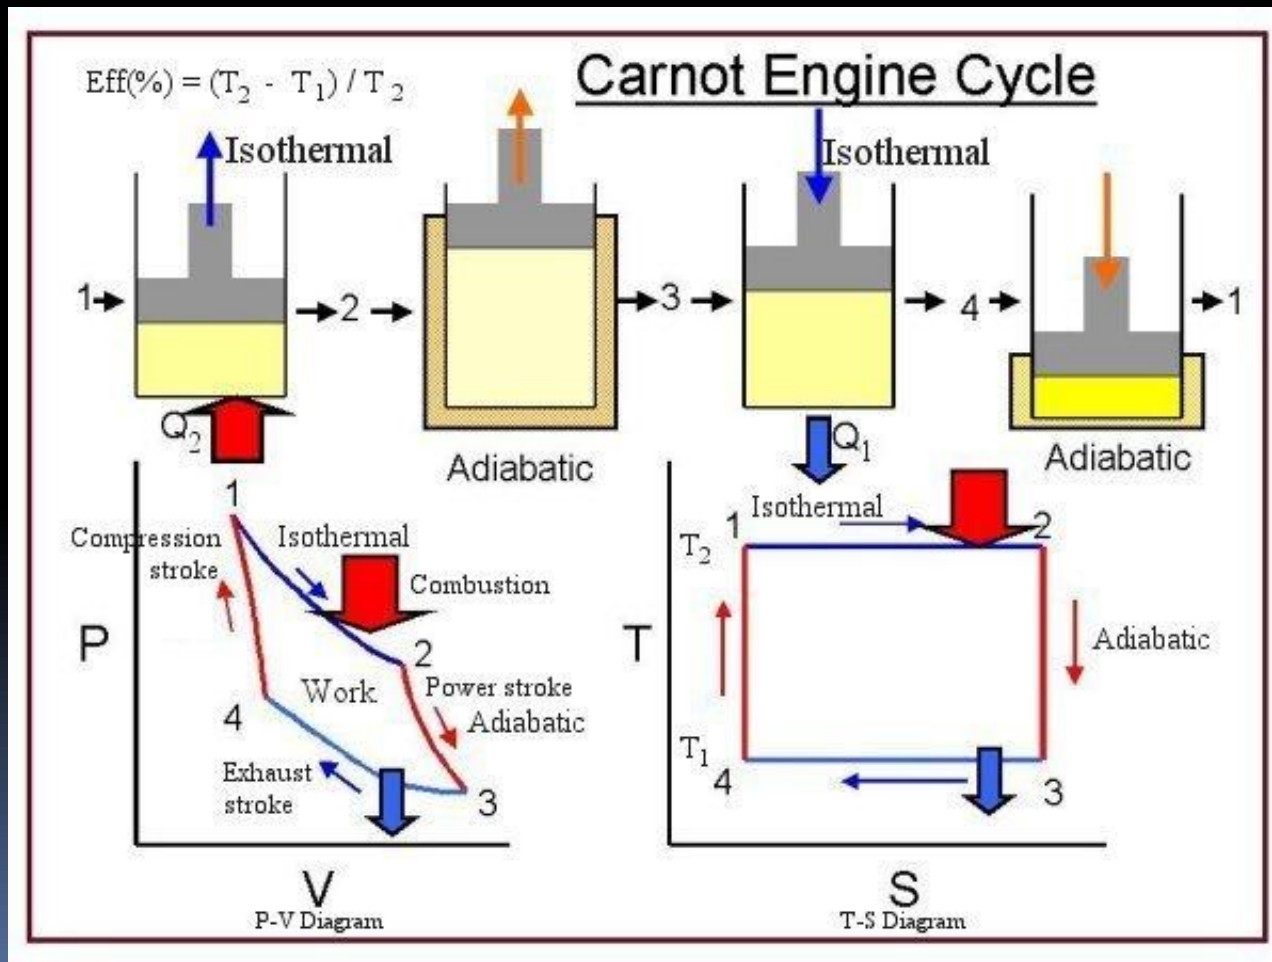 Carnot Engine Cycle
Eff(%) = (T₂ - T₁) / T₂
Isothermal
Isothermal
1
2
3
4
1
Q₂
Adiabatic
Q₁
Adiabatic
1
Compression
stroke
Isothermal
Combustion
P
2
Work
Power stroke
Adiabatic
4
Exhaust
stroke
3
V
P-V Diagram
Isothermal
1
2
T₂
T
Adiabatic
T₁
4
3
S
T-S Diagram